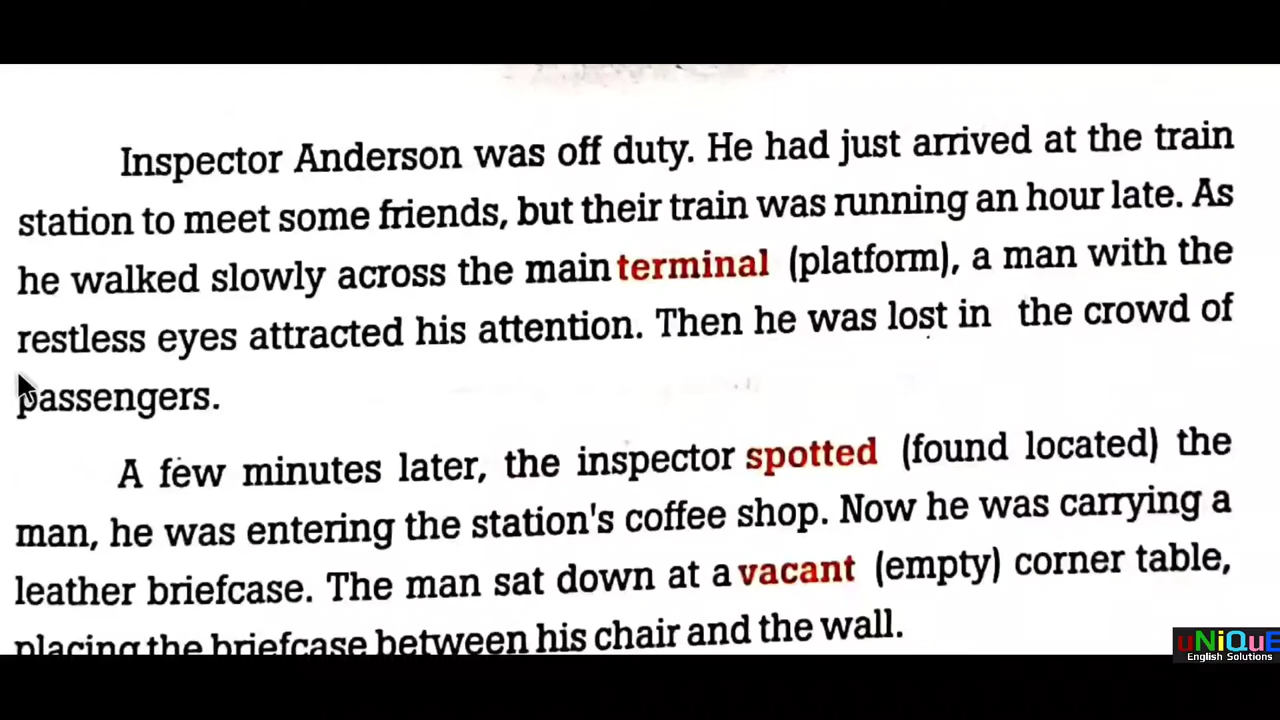 Inspector Anderson was off duty. He had just arrived at the train
station to meet some friends, but their train was running an hour late. As
he walked slowly across the main terminal (platform), a man with the
restless eyes attracted his attention. Then he was lost in the crowd of
passengers.
A few minutes later, the inspector spotted (found located) the
man, he was entering the station's coffee shop. Now he was carrying a
leather briefcase. The man sat down at a vacant (empty) corner table,
placing the briefcase between his chair and the wall.
uNiQuE
English Solutions